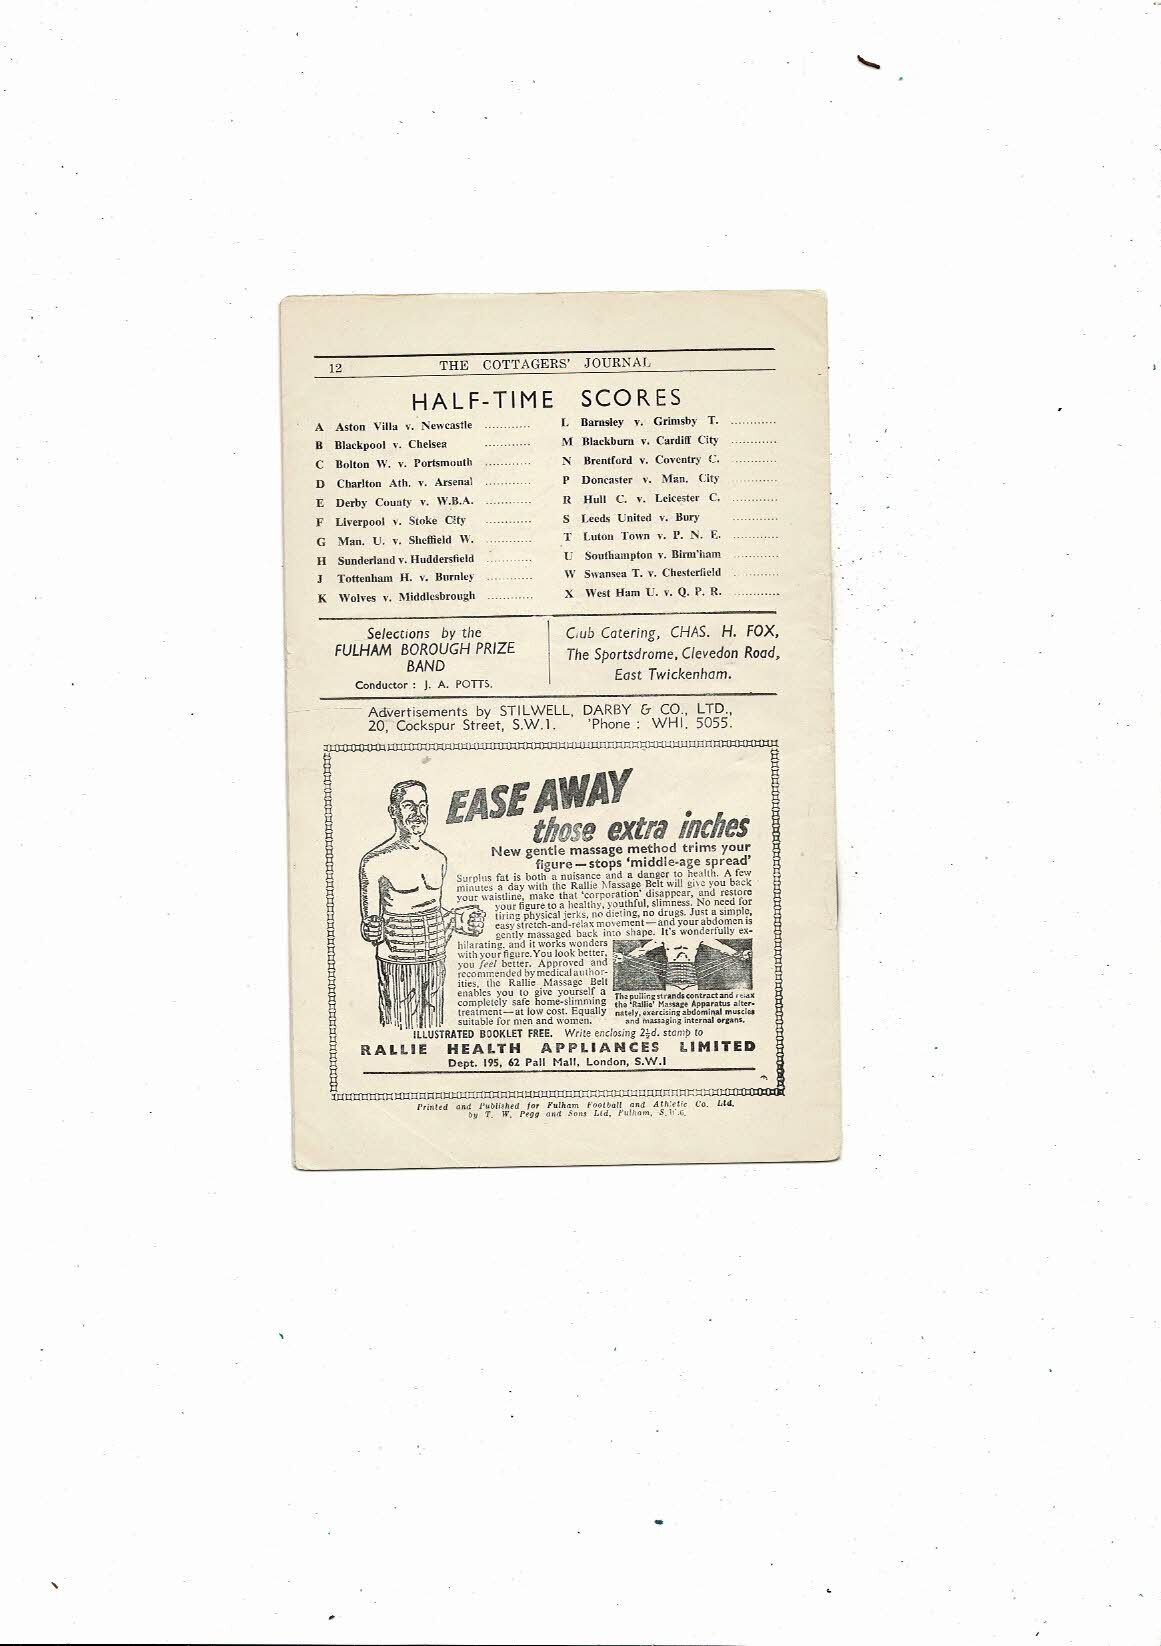 12 THE COTTAGERS' JOURNAL
HALF-TIME SCORES
A Aston Villa v. Newcastle ............
B Blackpool v. Chelsea ............
C Bolton W. v. Portsmouth ............
D Charlton Ath. v. Arsenal ............
E Derby County v. W.B.A. ............
F Liverpool v. Stoke City ............
G Man. U. v. Sheffield W. ............
H Sunderland v. Huddersfield ............
J Tottenham H. v. Burnley ............
K Wolves v. Middlesbrough ............
L Barnsley v. Grimsby T. ............
M Blackburn v. Cardiff City ............
N Brentford v. Coventry C. ............
P Doncaster v. Man. City ............
R Hull C. v. Leicester C. ............
S Leeds United v. Bury ............
T Luton Town v. P. N. E. ............
U Southampton v. Birm'ham ............
W Swansea T. v. Chesterfield ............
X West Ham U. v. Q. P. R. ............
Selections by the
FULHAM BOROUGH PRIZE
BAND
Conductor : J. A. POTTS.
Club Catering, CHAS. H. FOX,
The Sportsdrome, Clevedon Road,
East Twickenham.
Advertisements by STILWELL, DARBY & CO., LTD.,
20, Cockspur Street, S.W.1. 'Phone : WHI. 5055.
EASE AWAY
those extra inches
New gentle massage method trims your
figure—stops 'middle-age spread'
Surplus fat is both a nuisance and a danger to health. A few
minutes a day with the Rallie Massage Belt will give you back
your waistline, make that 'corporation' disappear, and restore
your figure to a healthy, youthful, slimness. No need for
tiring physical jerks, no dieting, no drugs. Just a simple,
easy stretch-and-relax movement—and your abdomen is
gently massaged back into shape. It's wonderfully ex-
hilarating, and it works wonders
with your figure. You look better,
you feel better. Approved and
recommended by medical author-
ities, the Rallie Massage Belt
enables you to give yourself a
completely safe home-slimming
treatment—at low cost. Equally
suitable for men and women.
The pulling strands contract and relax
the 'Rallie' Massage Apparatus alter-
nately, exercising abdominal muscles
and massaging internal organs.
ILLUSTRATED BOOKLET FREE. Write enclosing 2½d. stamp to
RALLIE HEALTH APPLIANCES LIMITED
Dept. 195, 62 Pall Mall, London, S.W.1
Printed and Published for Fulham Football and Athletic Co. Ltd.
by T. W. Pegg and Sons Ltd, Fulham, S.W.6.